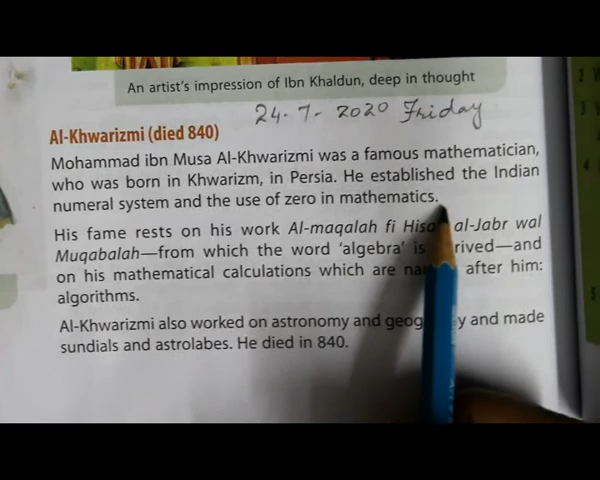 An artist's impression of Ibn Khaldun, deep in thought
24.7.2020 Friday
Al-Khwarizmi (died 840)
Mohammad ibn Musa Al-Khwarizmi was a famous mathematician,
who was born in Khwarizm, in Persia. He established the Indian
numeral system and the use of zero in mathematics.
His fame rests on his work Al-maqalah fi Hisa al-Jabr wal
Muqabalah—from which the word 'algebra' is rived—and
on his mathematical calculations which are na after him:
algorithms.
Al-Khwarizmi also worked on astronomy and geog y and made
sundials and astrolabes. He died in 840.